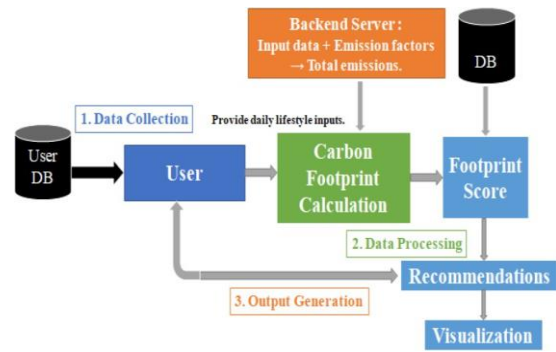 Backend Server :
Input data + Emission factors
→ Total emissions.
DB
1. Data Collection
Provide daily lifestyle inputs.
User
DB
User
Carbon
Footprint
Calculation
Footprint
Score
2. Data Processing
Recommendations
3. Output Generation
Visualization